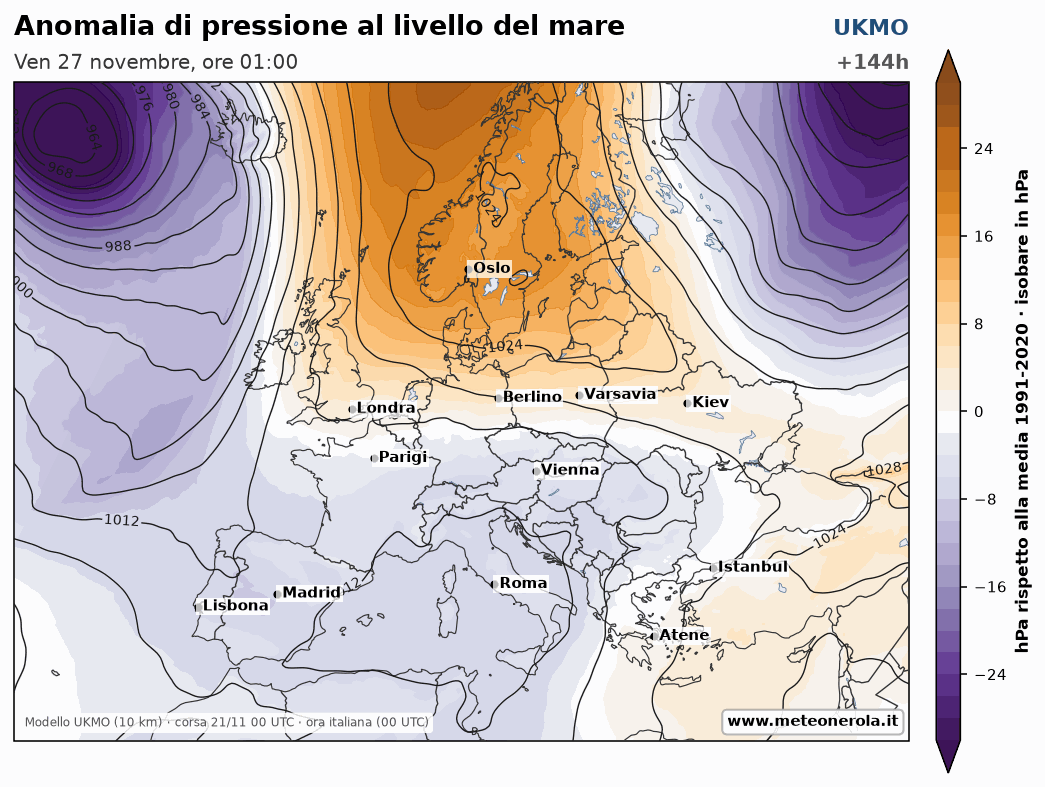 Anomalia di pressione al livello del mare
UKMO
Ven 27 novembre, ore 01:00
+144h
976
980
984
964
968
988
1024
24
16
8
0
−8
−16
−24
hPa rispetto alla media 1991-2020 · isobare in hPa
Oslo
1024
Berlino
Varsavia
Kiev
Londra
Parigi
Vienna
1028
1012
1024
Istanbul
Madrid
Roma
Lisbona
Atene
Modello UKMO (10 km) · corsa 21/11 00 UTC · ora italiana (00 UTC)
www.meteonerola.it